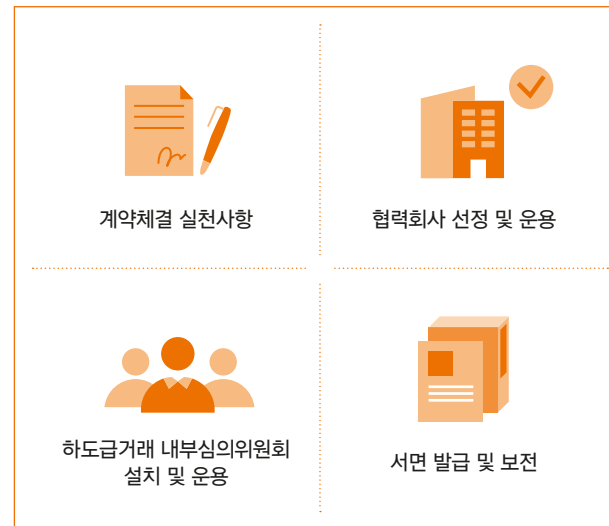 계약체결 실천사항
협력회사 선정 및 운용
하도급거래 내부심의위원회
설치 및 운용
서면 발급 및 보전